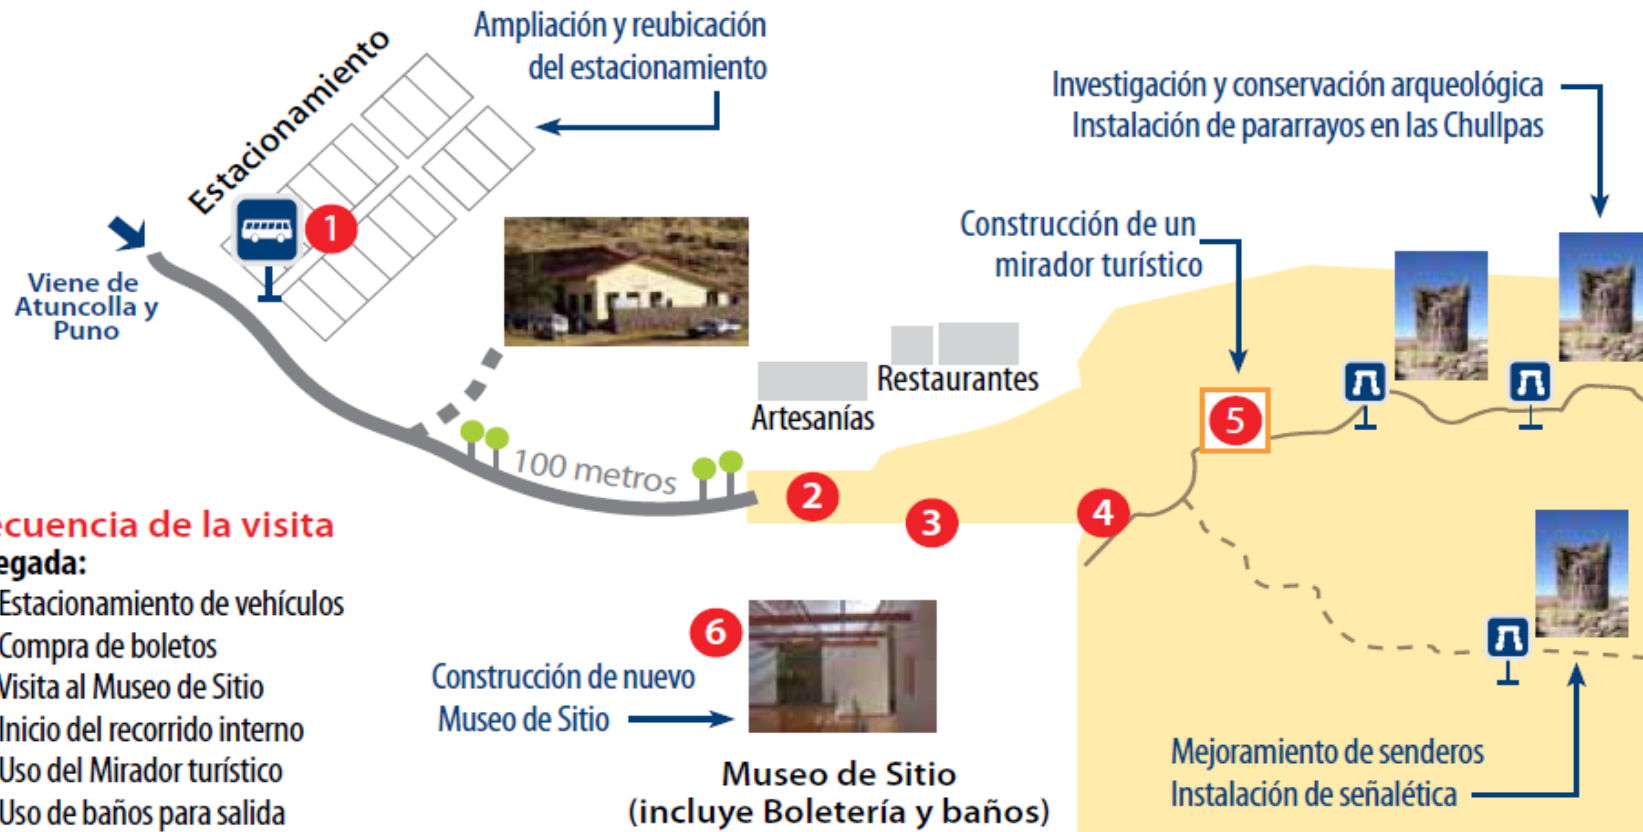 Ampliación y reubicación
del estacionamiento
Estacionamiento
1
Viene de
Atuncolla y
Puno
Investigación y conservación arqueológica
Instalación de pararrayos en las Chullpas
Construcción de un
mirador turístico
Restaurantes
Artesanías
100 metros
2
3
4
5
ecuencia de la visita
egada:
Estacionamiento de vehículos
Compra de boletos
Visita al Museo de Sitio
Inicio del recorrido interno
Uso del Mirador turístico
Uso de baños para salida
6
Construcción de nuevo
Museo de Sitio
Museo de Sitio
(incluye Boletería y baños)
Mejoramiento de senderos
Instalación de señalética